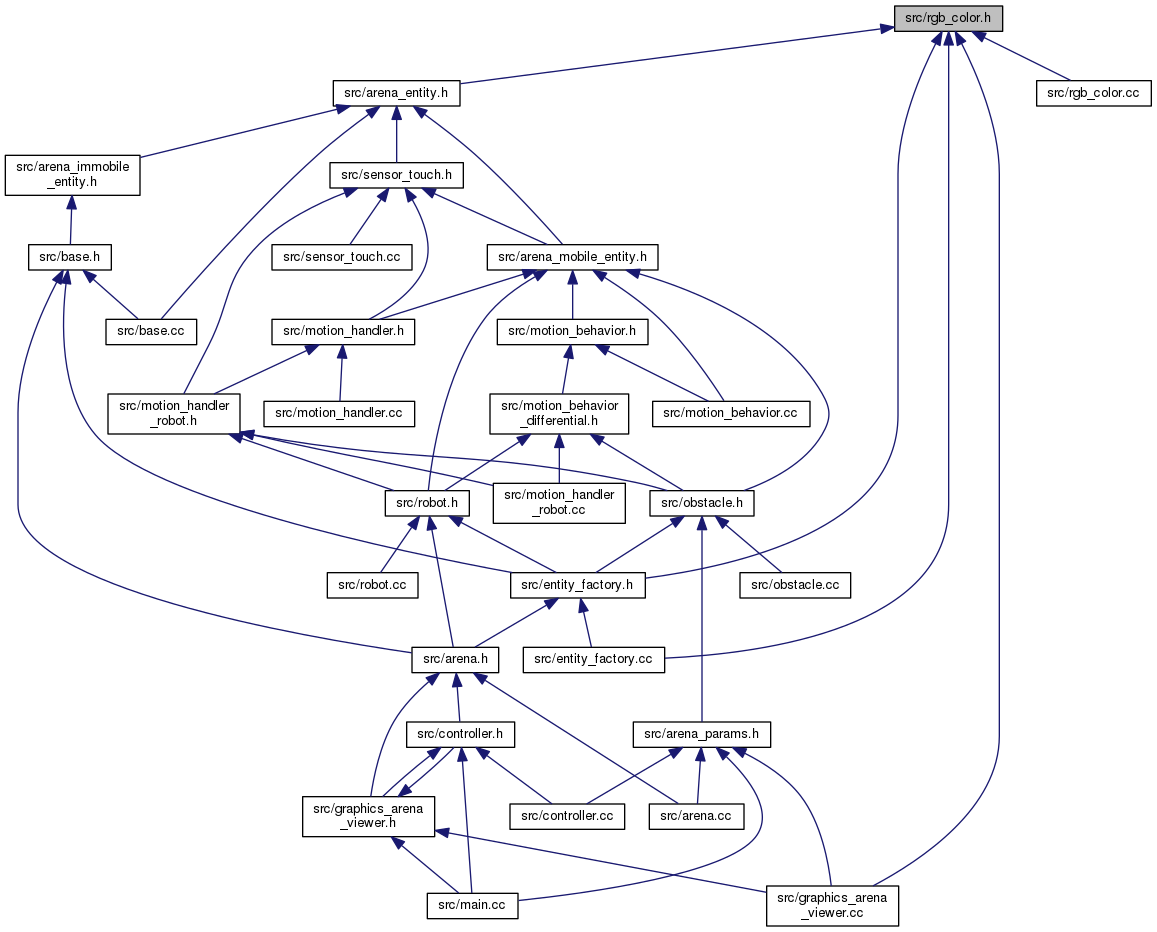 src/rgb_color.h
src/arena_entity.h
src/rgb_color.cc
src/arena_immobile
_entity.h
src/sensor_touch.h
src/base.h
src/sensor_touch.cc
src/arena_mobile_entity.h
src/base.cc
src/motion_handler.h
src/motion_behavior.h
src/motion_handler
_robot.h
src/motion_handler.cc
src/motion_behavior
_differential.h
src/motion_behavior.cc
src/robot.h
src/motion_handler
_robot.cc
src/obstacle.h
src/robot.cc
src/entity_factory.h
src/obstacle.cc
src/arena.h
src/entity_factory.cc
src/controller.h
src/arena_params.h
src/graphics_arena
_viewer.h
src/controller.cc
src/arena.cc
src/main.cc
src/graphics_arena
_viewer.cc